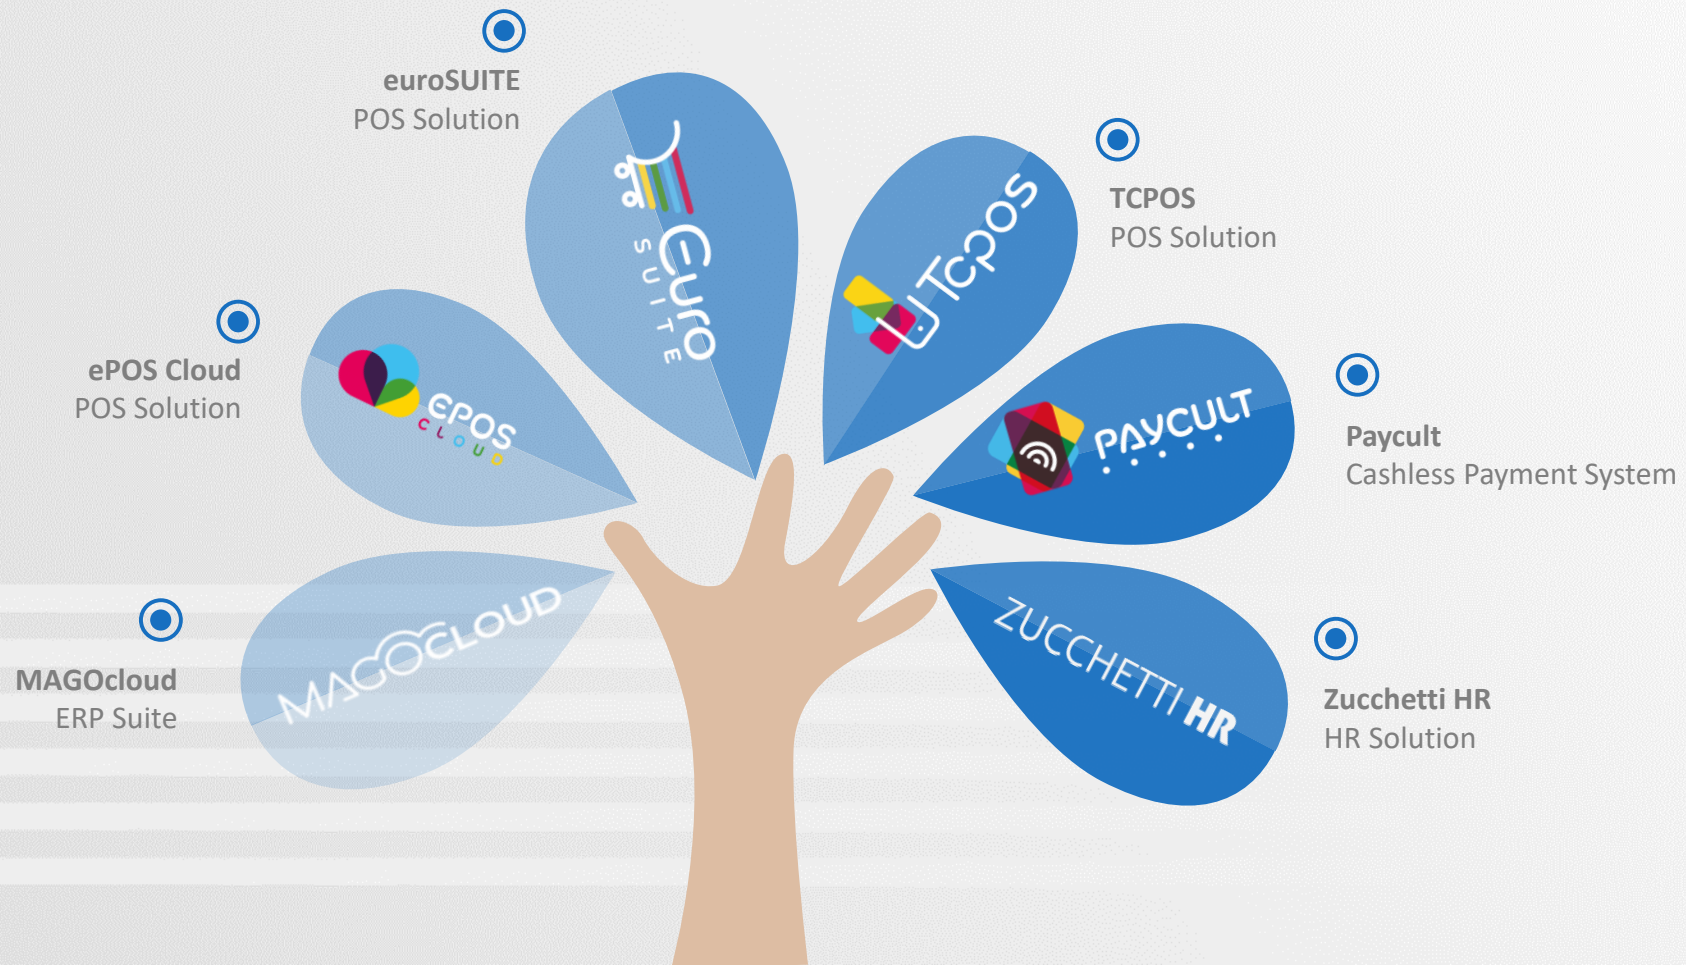 euroSUITE
POS Solution
Euro
SUITE
TCPOS
POS Solution
TCPOS
ePOS Cloud
POS Solution
EPOS
CLOUD
Paycult
Cashless Payment System
PAYCULT
MAGOcloud
ERP Suite
MAGOCLOUD
Zucchetti HR
HR Solution
ZUCCHETTI HR